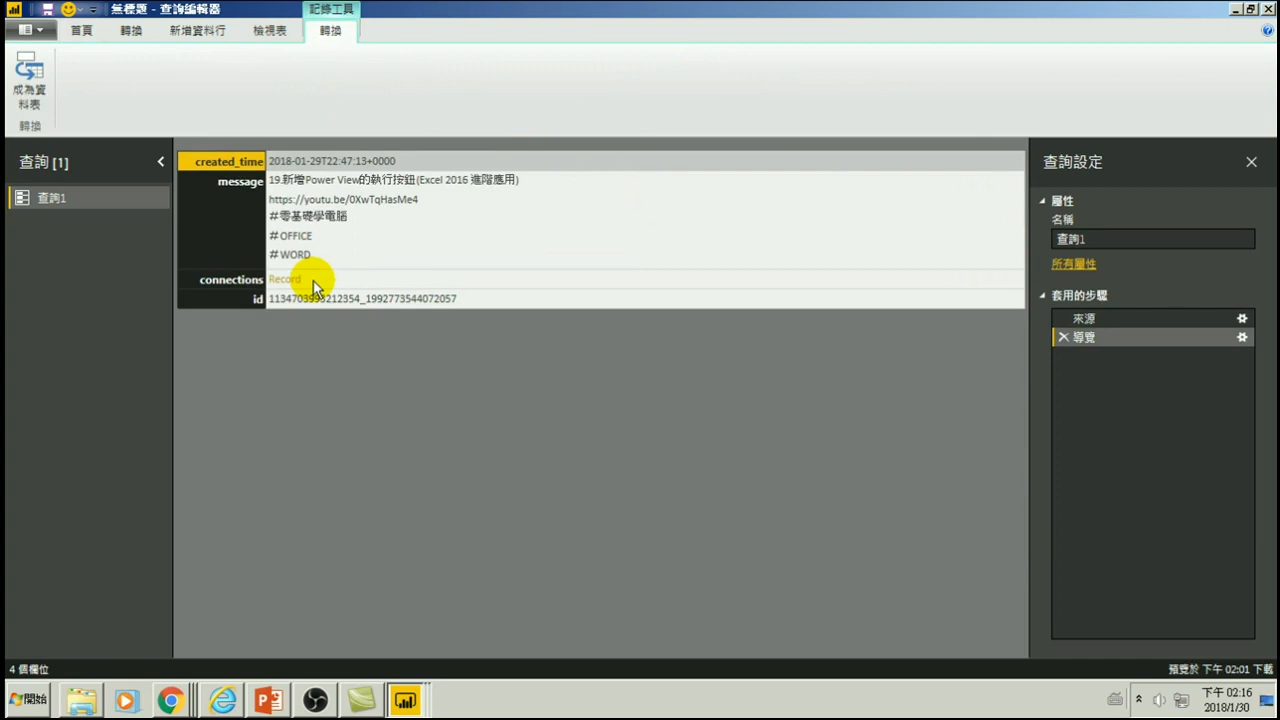 無標題 - 查詢編輯器
記錄工具
首頁
轉換
新增資料行
檢視表
轉換
成為資
料表
轉換
查詢 [1]
查詢1
created_time 2018-01-29T22:47:13+0000
message 19.新增Power View的執行按鈕(Excel 2016 進階應用)
https://youtu.be/0XwTqHasMe4
#零基礎學電腦
#OFFICE
#WORD
connections Record
id 1134703993212354_1992773544072057
查詢設定
屬性
名稱
查詢1
所有屬性
套用的步驟
來源
導覽
4 個欄位
預覽於 下午 02:01 下載
開始
下午 02:16
2018/1/30